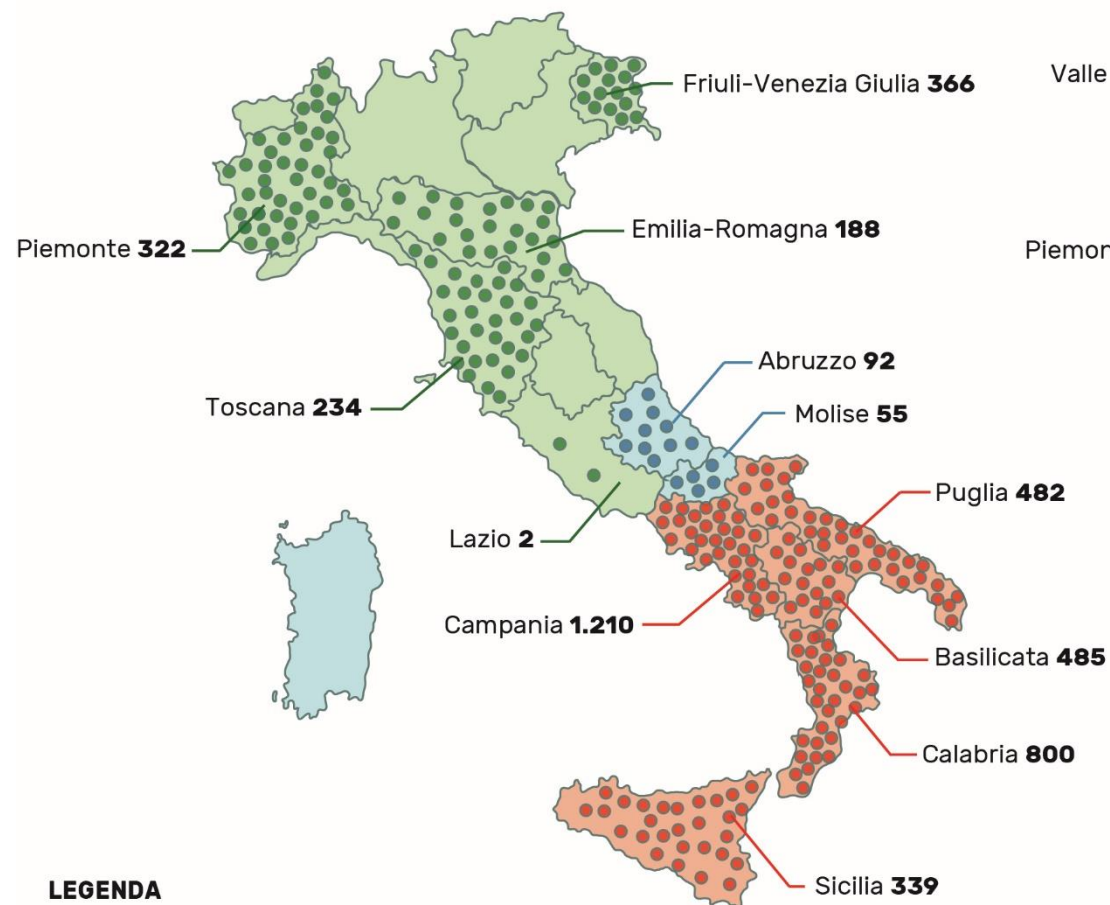 Valle
Friuli-Venezia Giulia 366
Emilia-Romagna 188
Piemonte 322
Piemon
Abruzzo 92
Toscana 234
Molise 55
Puglia 482
Lazio 2
Campania 1.210
Basilicata 485
Calabria 800
Sicilia 339
LEGENDA